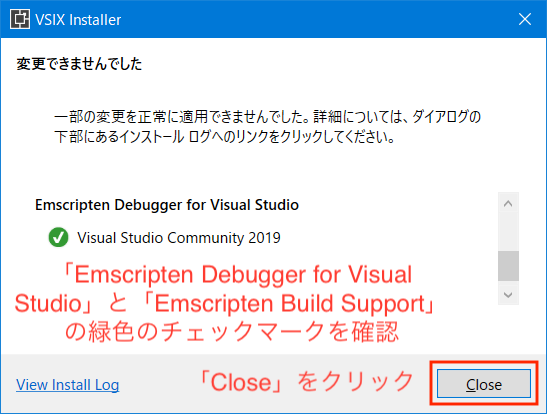 VSIX Installer
変更できませんでした
一部の変更を正常に適用できませんでした。詳細については、ダイアログの
下部にあるインストール ログへのリンクをクリックしてください。
Emscripten Debugger for Visual Studio
Visual Studio Community 2019
「Emscripten Debugger for Visual
Studio」と「Emscripten Build Support」
の緑色のチェックマークを確認
View Install Log
「Close」をクリック
Close